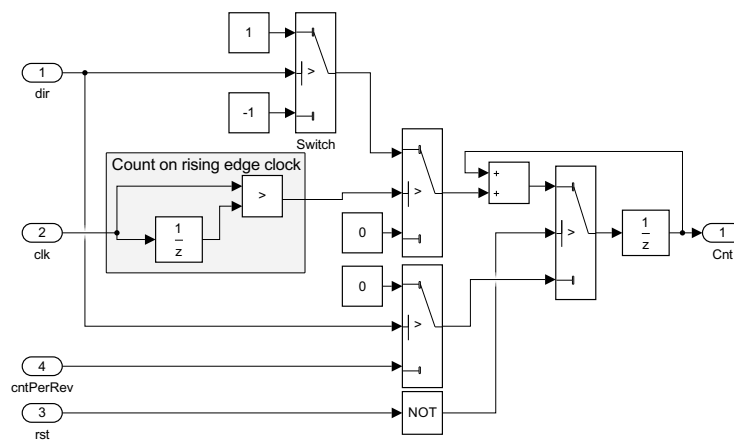 1
>
1
dir
-1
Switch
Count on rising edge clock
>
+
+
>
>
1
z
0
1
z
2
clk
1
Cnt
0
>
4
cntPerRev
3
rst
NOT